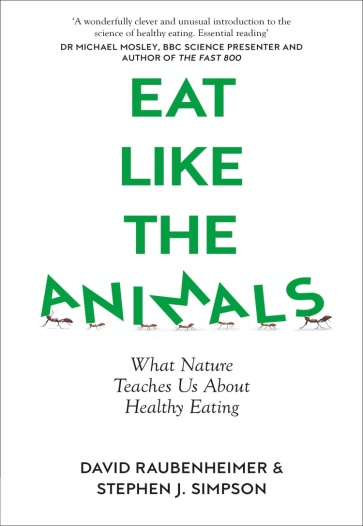 ‘A wonderfully clever and unusual introduction to the
science of healthy eating. Essential reading’
DR MICHAEL MOSLEY, BBC SCIENCE PRESENTER AND
AUTHOR OF THE FAST 800
EAT
LIKE
THE
ANIMALS
What Nature
Teaches Us About
Healthy Eating
DAVID RAUBENHEIMER &
STEPHEN J. SIMPSON